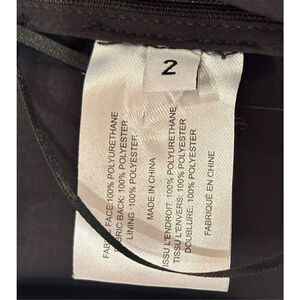 2
FABRIC FACE: 100% POLYURETHANE
FABRIC BACK: 100% POLYESTER
LINING :100% POLYESTER
MADE IN CHINA
TISSU L'ENDROIT: 100% POLYURETHANE
TISSU L'ENVERS: 100% POLYESTER
DOUBLURE: 100% POLYESTER
FABRIQUÉ EN CHINE